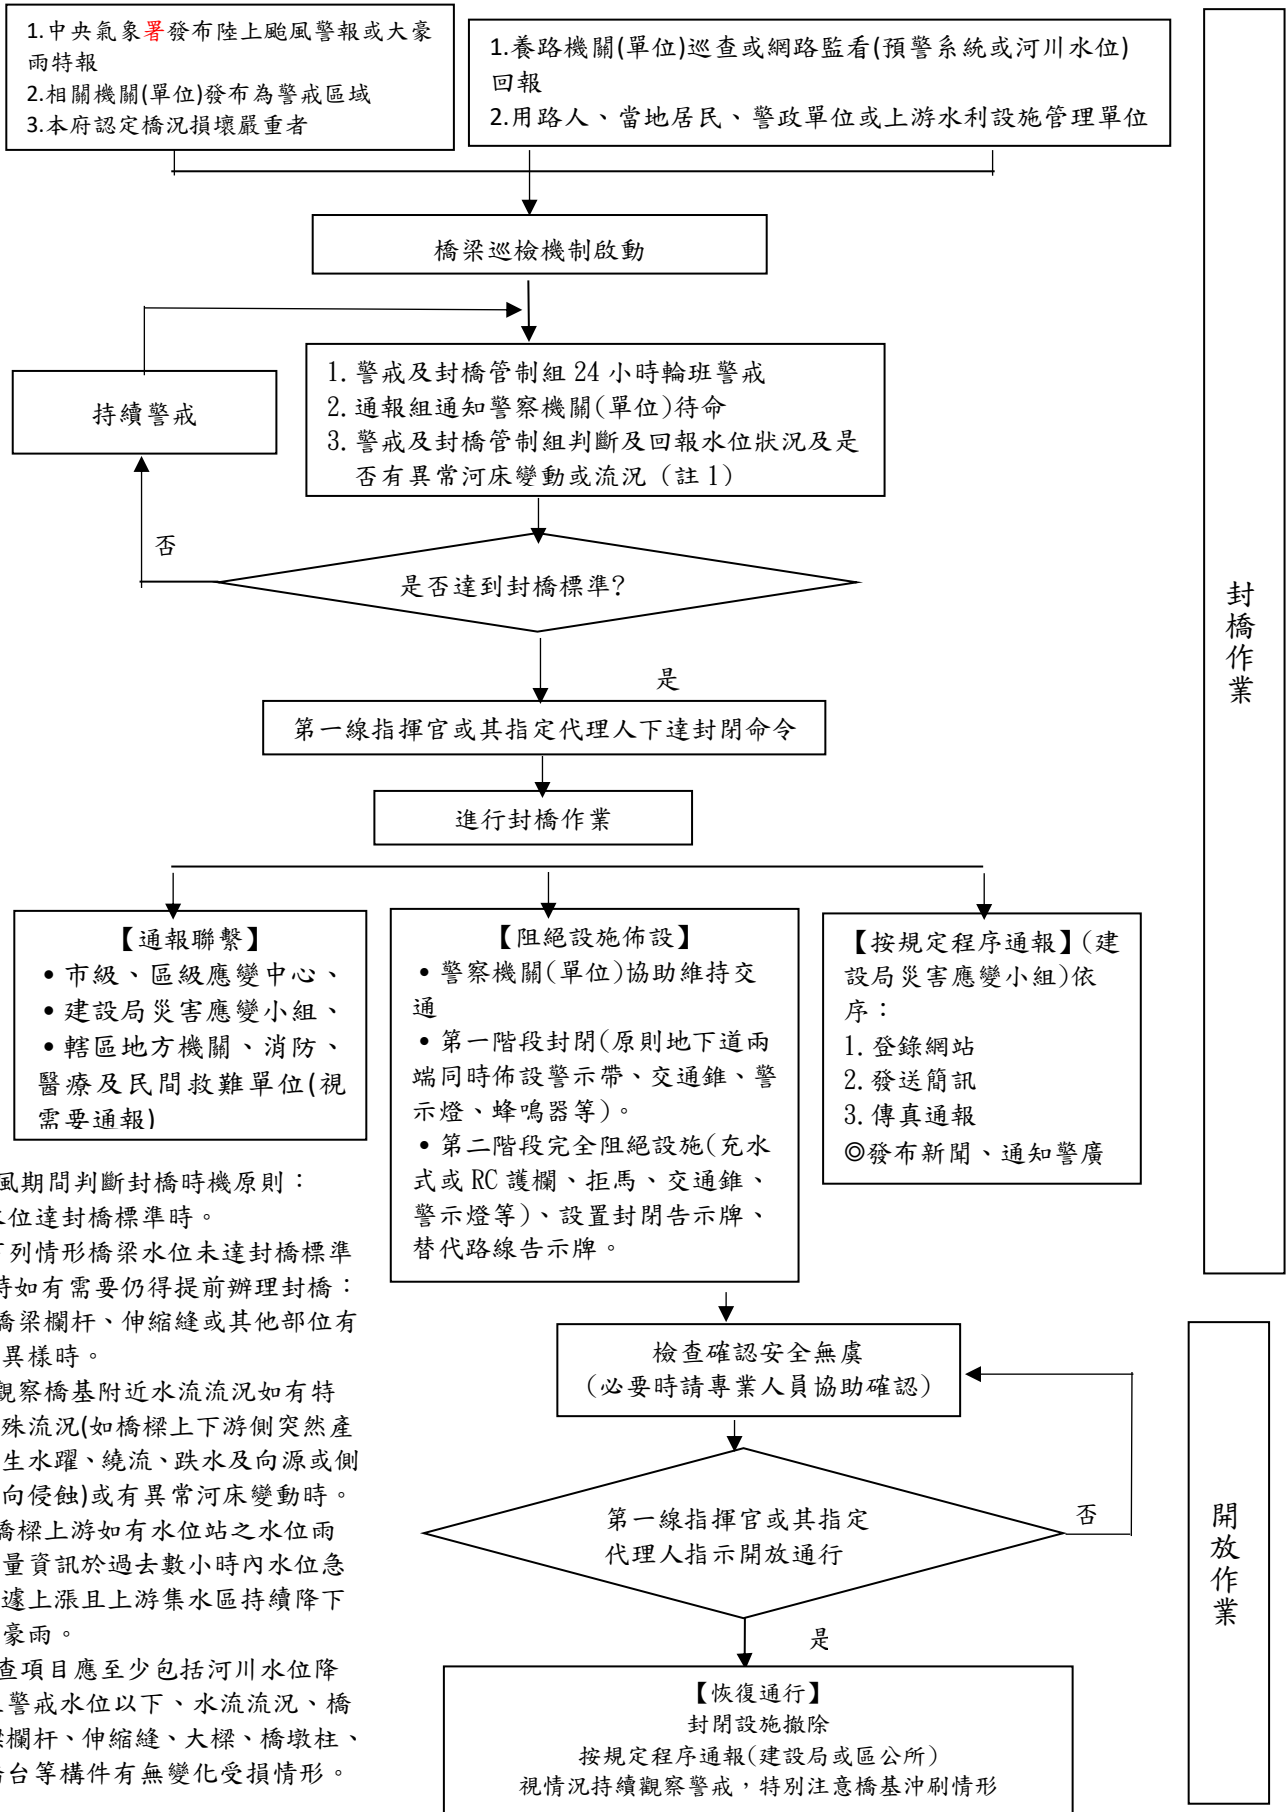 1.中央氣象署發布陸上颱風警報或大豪
雨特報
2.相關機關(單位)發布為警戒區域
3.本府認定橋況損壞嚴重者
1.養路機關(單位)巡查或網路監看(預警系統或河川水位)
回報
2.用路人、當地居民、警政單位或上游水利設施管理單位
橋梁巡檢機制啟動
持續警戒
1.警戒及封橋管制組 24 小時輪班警戒
2.通報組通知警察機關(單位)待命
3.警戒及封橋管制組判斷及回報水位狀況及是
否有異常河床變動或流況（註 1）
否
是否達到封橋標準?
是
第一線指揮官或其指定代理人下達封閉命令
進行封橋作業
【通報聯繫】
• 市級、區級應變中心、
• 建設局災害應變小組、
• 轄區地方機關、消防、
醫療及民間救難單位(視
需要通報)
【阻絕設施佈設】
• 警察機關(單位)協助維持交
通
• 第一階段封閉(原則地下道兩
端同時佈設警示帶、交通錐、警
示燈、蜂鳴器等)。
• 第二階段完全阻絕設施(充水
式或 RC 護欄、拒馬、交通錐、
警示燈等)、設置封閉告示牌、
替代路線告示牌。
【按規定程序通報】(建
設局災害應變小組)依
序：
1.登錄網站
2.發送簡訊
3.傳真通報
◎發布新聞、通知警廣
封橋作業
風期間判斷封橋時機原則：
水位達封橋標準時。
下列情形橋梁水位未達封橋標準
時如有需要仍得提前辦理封橋：
橋梁欄杆、伸縮縫或其他部位有
異樣時。
觀察橋基附近水流流況如有特
殊流況(如橋樑上下游側突然產
生水躍、繞流、跌水及向源或側
向侵蝕)或有異常河床變動時。
橋樑上游如有水位站之水位雨
量資訊於過去數小時內水位急
遽上漲且上游集水區持續降下
豪雨。
查項目應至少包括河川水位降
警戒水位以下、水流流況、橋
樑欄杆、伸縮縫、大樑、橋墩柱、
台等構件有無變化受損情形。
檢查確認安全無虞
(必要時請專業人員協助確認)
第一線指揮官或其指定
代理人指示開放通行
否
是
【恢復通行】
封閉設施撤除
按規定程序通報(建設局或區公所)
視情況持續觀察警戒，特別注意橋基沖刷情形
開放作業